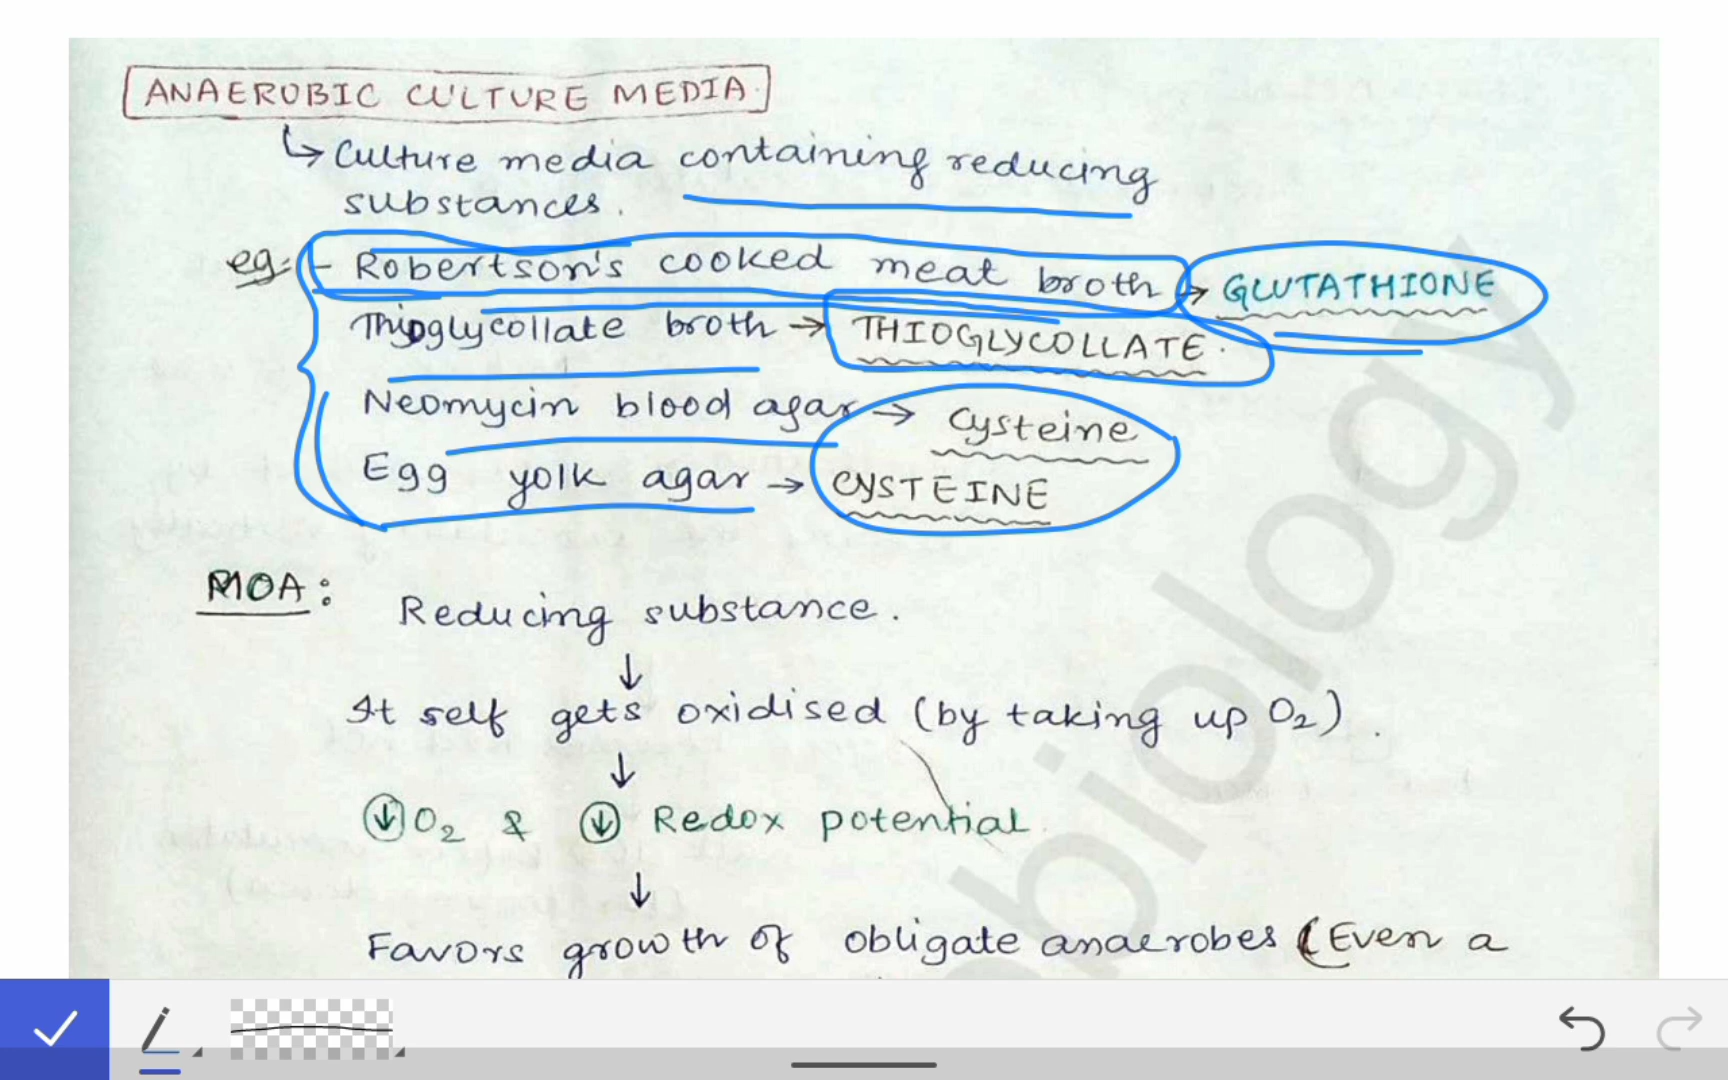 ANAEROBIC CULTURE MEDIA.
↳ Culture media containing reducing
substances.
eg:- - Robertson's cooked meat broth → GLUTATHIONE
Thioglycollate broth → THIOGLYCOLLATE.
Neomycin blood agar → Cysteine
Egg yolk agar → CYSTEINE
MOA:
Reducing substance.
↓
It self gets oxidised (by taking up O2).
↓
↓ O2 & ↓ Redox potential
↓
Favors growth of obligate anaerobes (Even a
biology